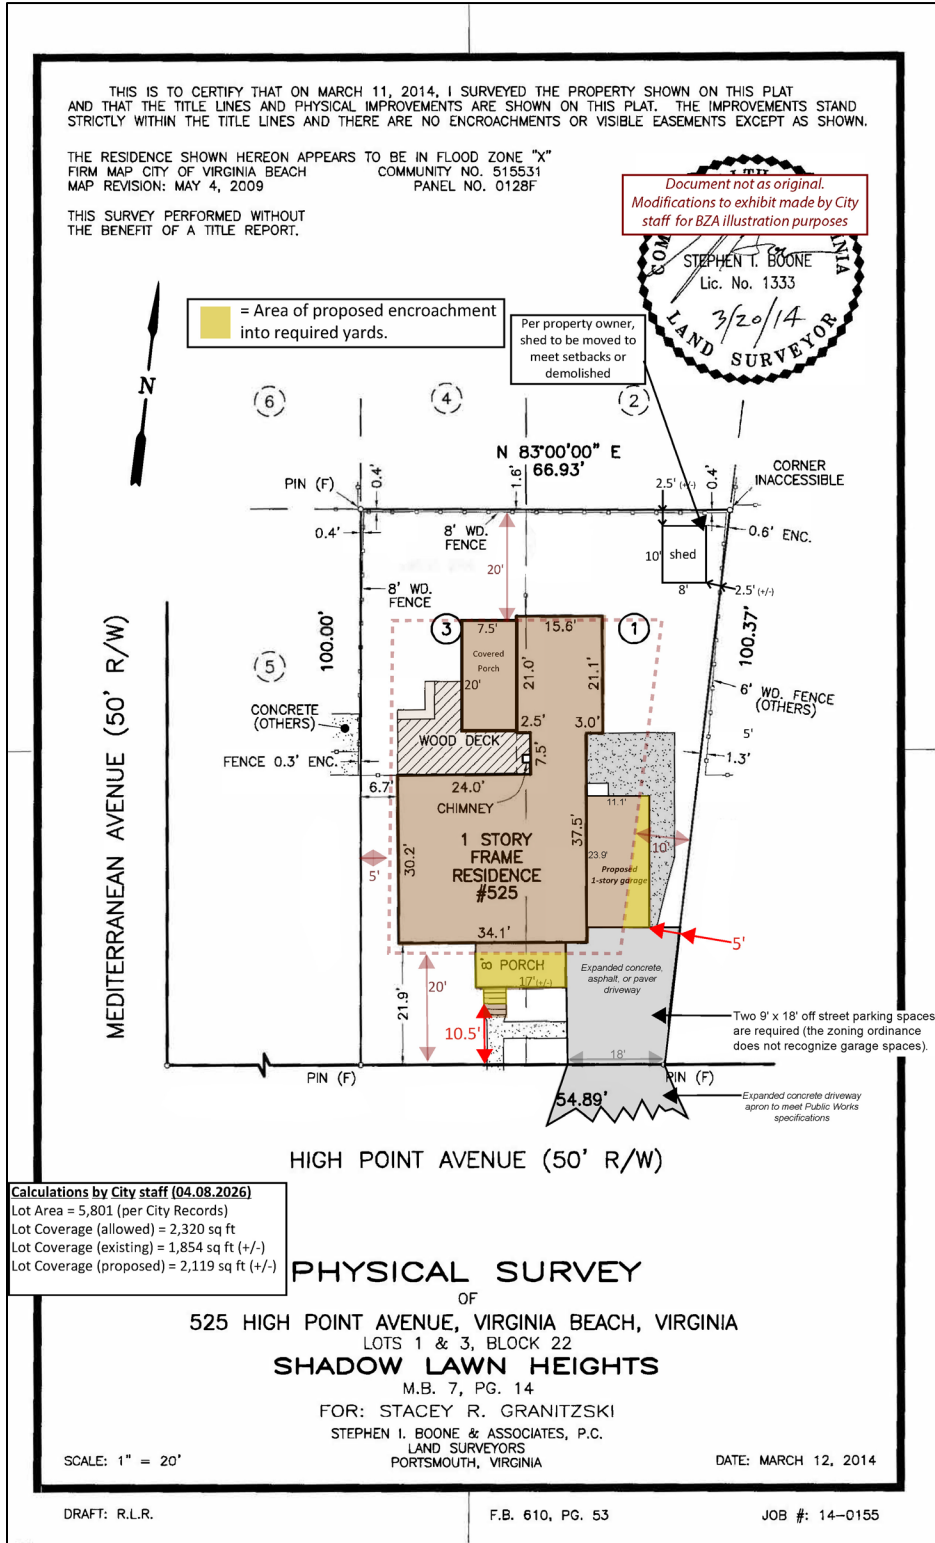 THIS IS TO CERTIFY THAT ON MARCH 11, 2014, I SURVEYED THE PROPERTY SHOWN ON THIS PLAT
AND THAT THE TITLE LINES AND PHYSICAL IMPROVEMENTS ARE SHOWN ON THIS PLAT. THE IMPROVEMENTS STAND
STRICTLY WITHIN THE TITLE LINES AND THERE ARE NO ENCROACHMENTS OR VISIBLE EASEMENTS EXCEPT AS SHOWN.
THE RESIDENCE SHOWN HEREON APPEARS TO BE IN FLOOD ZONE "X"
FIRM MAP CITY OF VIRGINIA BEACH COMMUNITY NO. 515531
MAP REVISION: MAY 4, 2009 PANEL NO. 0128F
THIS SURVEY PERFORMED WITHOUT
THE BENEFIT OF A TITLE REPORT.
Document not as original.
Modifications to exhibit made by City
staff for BZA illustration purposes
STEPHEN I. BOONE
Lic. No. 1333
3/20/14
LAND SURVEYOR
= Area of proposed encroachment
into required yards.
Per property owner,
shed to be moved to
meet setbacks or
demolished
N
6
4
2
N 83°00'00" E
66.93'
PIN (F)
0.4'
1.6'
2.5' (+/-)
0.4'
CORNER
INACCESSIBLE
0.4'
8' WD.
FENCE
0.6' ENC.
10'
shed
8'
2.5' (+/-)
20'
8' WD.
FENCE
100.00'
3
7.5'
15.6'
1
100.37'
Covered
Porch
20'
21.0'
21.1'
5
6' WD. FENCE
(OTHERS)
CONCRETE
(OTHERS)
2.5'
3.0'
5'
WOOD DECK
7.5'
1.3'
FENCE 0.3' ENC.
6.7'
24.0'
CHIMNEY
11.1'
37.5'
1 STORY
FRAME
RESIDENCE
#525
30.2'
23.9'
10'
Proposed
1-story garage
5'
34.1'
5'
8'
PORCH
17' (+/-)
Expanded concrete,
asphalt, or paver
driveway
20'
21.9'
10.5'
Two 9' x 18' off street parking spaces
are required (the zoning ordinance
does not recognize garage spaces).
18'
PIN (F)
PIN (F)
54.89'
Expanded concrete driveway
apron to meet Public Works
specifications
MEDITERRANEAN AVENUE (50' R/W)
HIGH POINT AVENUE (50' R/W)
Calculations by City staff (04.08.2026)
Lot Area = 5,801 (per City Records)
Lot Coverage (allowed) = 2,320 sq ft
Lot Coverage (existing) = 1,854 sq ft (+/-)
Lot Coverage (proposed) = 2,119 sq ft (+/-)
PHYSICAL SURVEY
OF
525 HIGH POINT AVENUE, VIRGINIA BEACH, VIRGINIA
LOTS 1 & 3, BLOCK 22
SHADOW LAWN HEIGHTS
M.B. 7, PG. 14
FOR: STACEY R. GRANITZSKI
STEPHEN I. BOONE & ASSOCIATES, P.C.
LAND SURVEYORS
PORTSMOUTH, VIRGINIA
SCALE: 1" = 20'
DATE: MARCH 12, 2014
DRAFT: R.L.R.
F.B. 610, PG. 53
JOB #: 14-0155